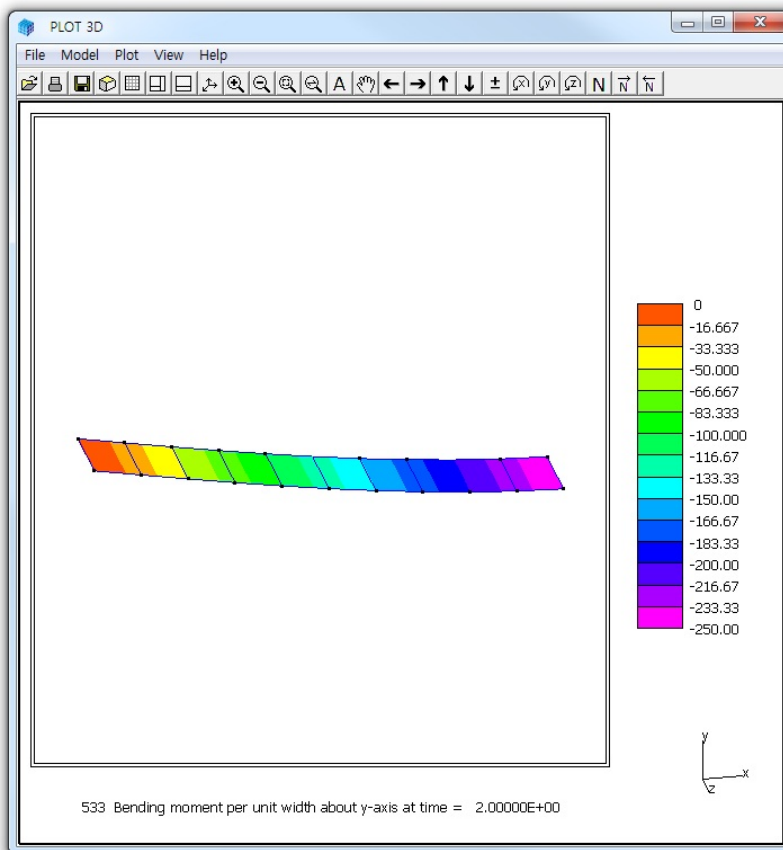 PLOT 3D
File Model Plot View Help
A ± (X) (Y) (Z) N N N
0
-16.667
-33.333
-50.000
-66.667
-83.333
-100.000
-116.67
-133.33
-150.00
-166.67
-183.33
-200.00
-216.67
-233.33
-250.00
y
x
z
533 Bending moment per unit width about y-axis at time = 2.00000E+00